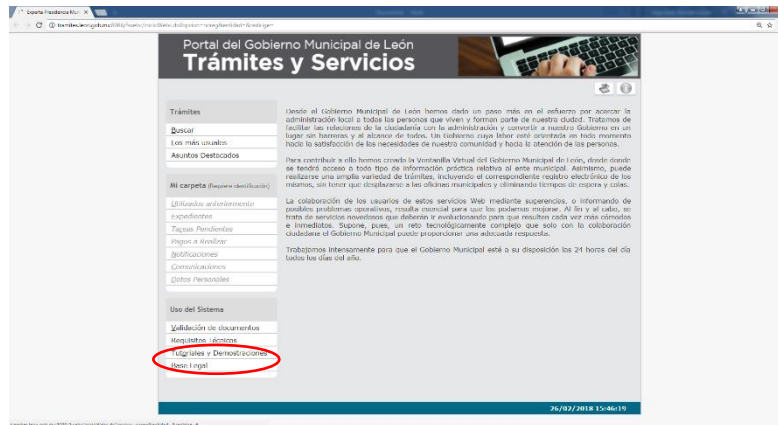 Experta Presidencia Mun
Portal del Gobierno Municipal de León
Trámites y Servicios
Trámites
Buscar
Los más usuales
Asuntos Destacados
Mi carpeta (Requiere identificación)
Utilizados anteriormente
Expedientes
Tareas Pendientes
Pagos a Realizar
Notificaciones
Comunicaciones
Datos Personales
Uso del Sistema
Validación de documentos
Requisitos Técnicos
Tutoriales y Demostraciones
Base Legal
Desde el Gobierno Municipal de León hemos dado un paso más en el esfuerzo por acercar la
administración local a todas las personas que viven y forman parte de nuestra ciudad. Tratamos de
facilitar las relaciones de la ciudadanía con la administración y convertir a nuestro Gobierno en un
lugar sin barreras y al alcance de todos. Un Gobierno cuya labor esté orientada en todo momento
hacia la satisfacción de las necesidades de nuestra comunidad y hacia la atención de las personas.
Para contribuir a ello hemos creado la Ventanilla Virtual del Gobierno Municipal de León, desde donde
se tendrá acceso a todo tipo de información práctica relativa al ente municipal. Asimismo, puede
realizarse una amplia variedad de trámites, incluyendo el correspondiente registro electrónico de los
mismos, sin tener que desplazarse a las oficinas municipales y eliminando tiempos de espera y colas.
La colaboración de los usuarios de estos servicios Web mediante sugerencias, o informando de
posibles problemas operativos, resulta esencial para que los podamos mejorar. Al fin y al cabo, se
trata de servicios novedosos que deberán ir evolucionando para que resulten cada vez más cómodos
e inmediatos. Supone, pues, un reto tecnológicamente complejo que solo con la colaboración
ciudadana el Gobierno Municipal puede proporcionar una adecuada respuesta.
Trabajamos intensamente para que el Gobierno Municipal esté a su disposición las 24 horas del día
todos los días del año.
26/02/2018 15:46:19